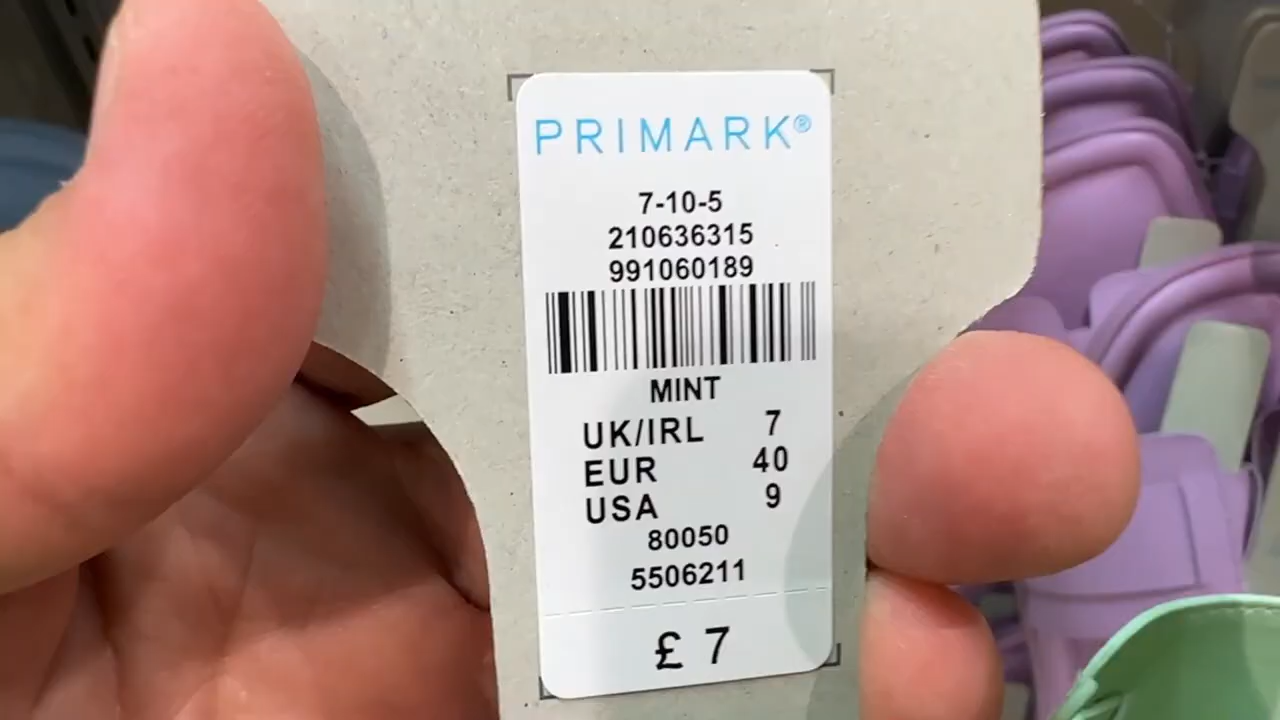 PRIMARK®
7-10-5
210636315
991060189
MINT
UK/IRL 7
EUR 40
USA 9
80050
5506211
£ 7